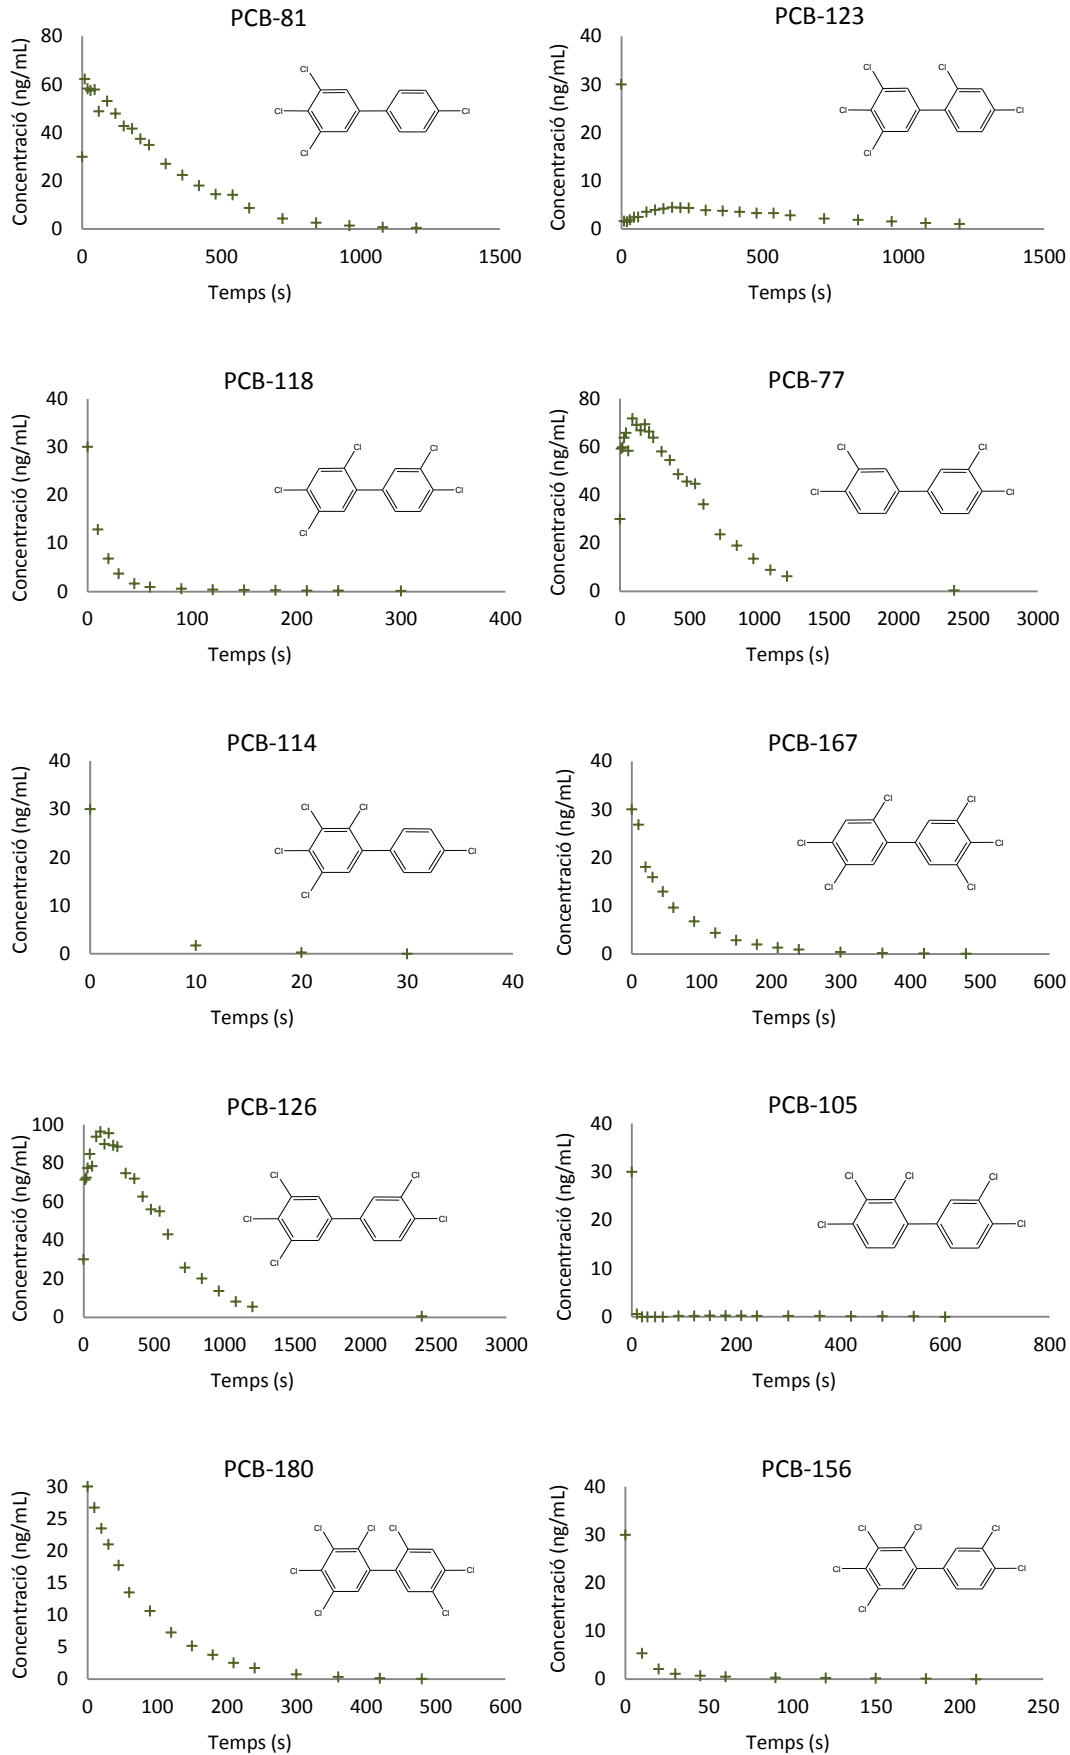 PCB-81
Concentració (ng/mL)
80
60
40
20
0
Cl
Cl
Cl
Cl
0 500 1000 1500
Temps (s)
PCB-123
Concentració (ng/mL)
40
30
20
10
0
Cl
Cl
Cl
Cl
Cl
0 500 1000 1500
Temps (s)
PCB-118
Concentració (ng/mL)
40
30
20
10
0
Cl
Cl
Cl
Cl
Cl
0 100 200 300 400
Temps (s)
PCB-77
Concentració (ng/mL)
80
60
40
20
0
Cl
Cl
Cl
Cl
0 500 1000 1500 2000 2500 3000
Temps (s)
PCB-114
Concentració (ng/mL)
40
30
20
10
0
Cl
Cl
Cl
Cl
Cl
0 10 20 30 40
Temps (s)
PCB-167
Concentració (ng/mL)
40
30
20
10
0
Cl
Cl
Cl
Cl
Cl
Cl
0 100 200 300 400 500 600
Temps (s)
PCB-126
Concentració (ng/mL)
100
80
60
40
20
0
Cl
Cl
Cl
Cl
Cl
0 500 1000 1500 2000 2500 3000
Temps (s)
PCB-105
Concentració (ng/mL)
40
30
20
10
0
Cl
Cl
Cl
Cl
Cl
0 200 400 600 800
Temps (s)
PCB-180
Concentració (ng/mL)
30
25
20
15
10
5
0
Cl
Cl
Cl
Cl
Cl
Cl
Cl
0 100 200 300 400 500 600
Temps (s)
PCB-156
Concentració (ng/mL)
40
30
20
10
0
Cl
Cl
Cl
Cl
Cl
Cl
0 50 100 150 200 250
Temps (s)